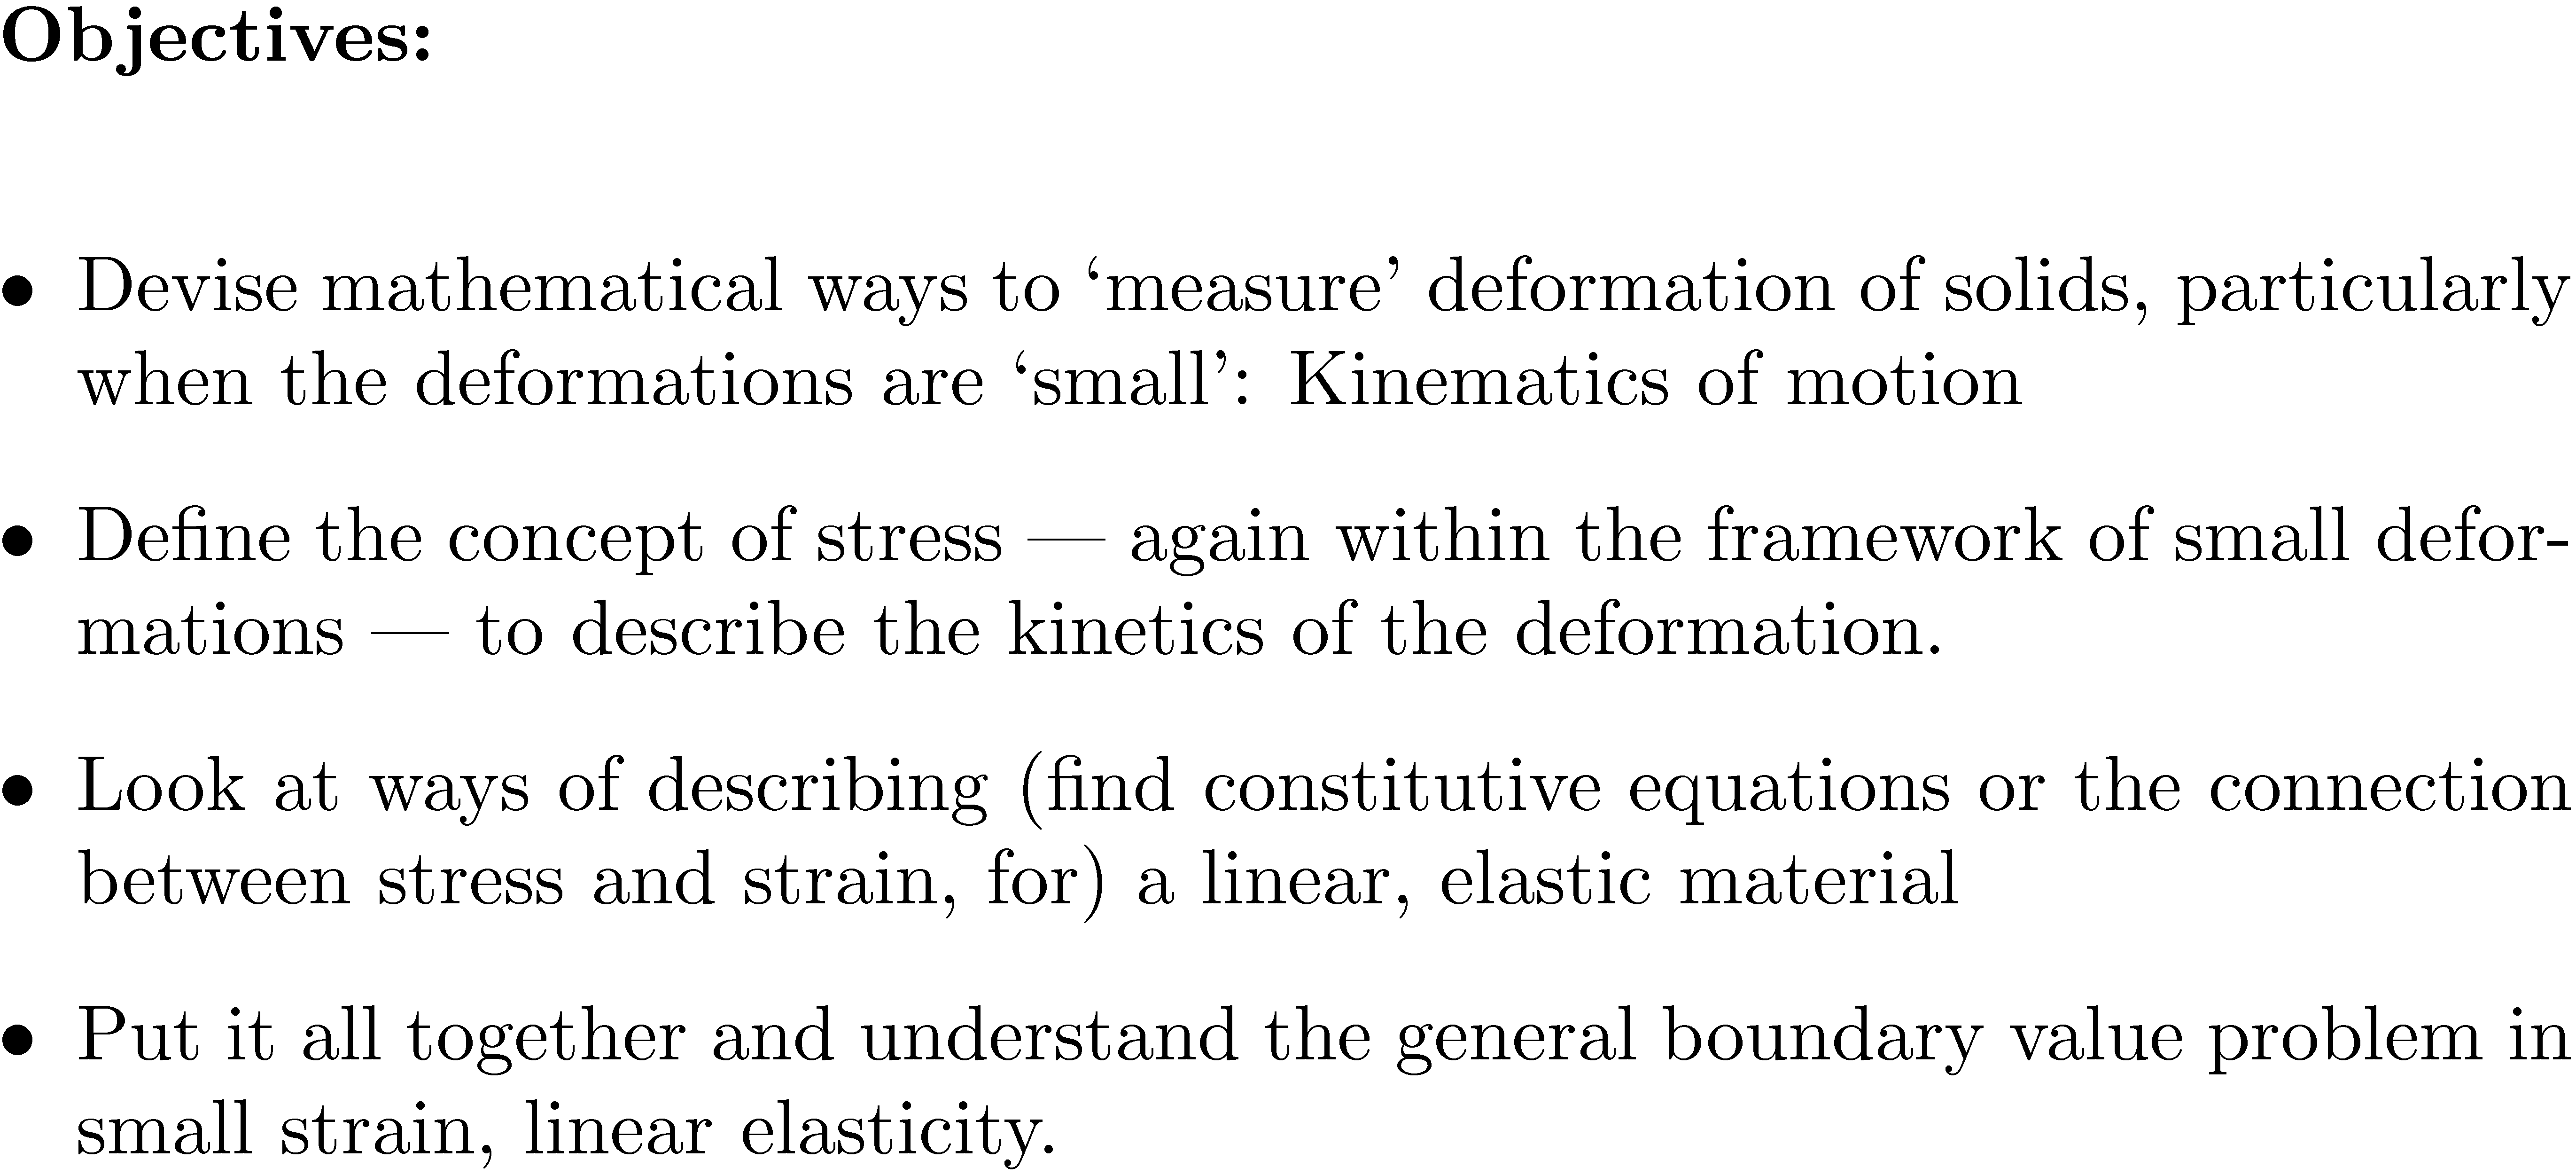 Objectives:
• Devise mathematical ways to ‘measure’ deformation of solids, particularly
when the deformations are ‘small’: Kinematics of motion
• Define the concept of stress — again within the framework of small defor-
mations — to describe the kinetics of the deformation.
• Look at ways of describing (find constitutive equations or the connection
between stress and strain, for) a linear, elastic material
• Put it all together and understand the general boundary value problem in
small strain, linear elasticity.